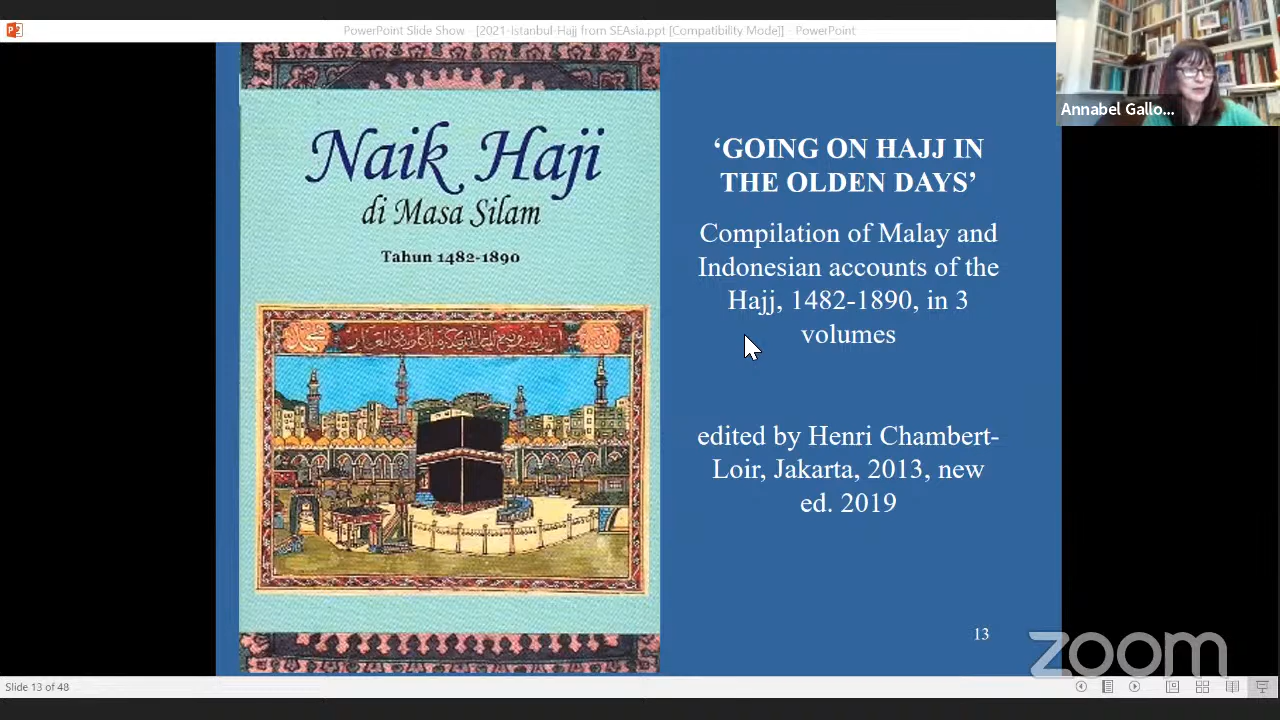 PowerPoint Slide Show - [2021-Istanbul-Hajj from SEAsia.ppt [Compatibility Mode]] - PowerPoint
Annabel Gallo...
Naik Haji
di Masa Silam
Tahun 1482-1890
‘GOING ON HAJJ IN
THE OLDEN DAYS’
Compilation of Malay and
Indonesian accounts of the
Hajj, 1482-1890, in 3
volumes
edited by Henri Chambert-
Loir, Jakarta, 2013, new
ed. 2019
13
zoom
Slide 13 of 48